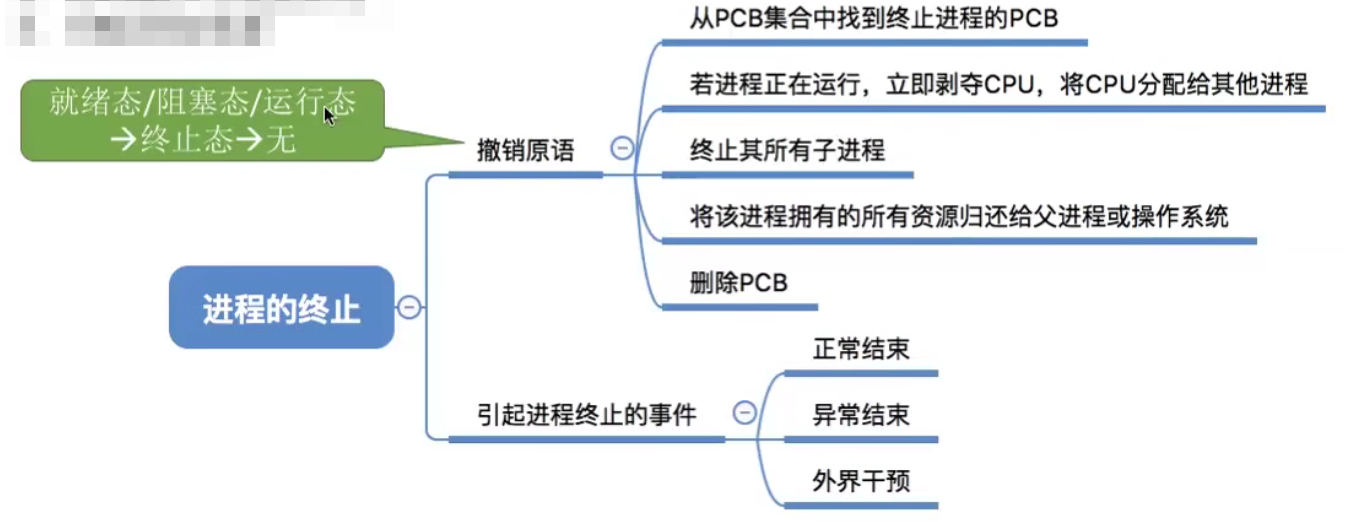 从PCB集合中找到终止进程的PCB
若进程正在运行，立即剥夺CPU，将CPU分配给其他进程
就绪态/阻塞态/运行态
→终止态→无
撤销原语
终止其所有子进程
将该进程拥有的所有资源归还给父进程或操作系统
删除PCB
进程的终止
正常结束
引起进程终止的事件
异常结束
外界干预